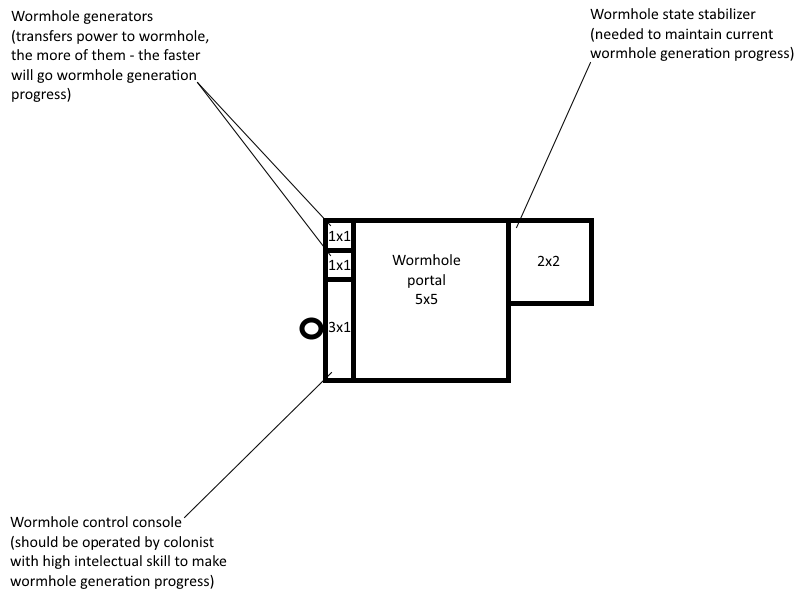 Wormhole generators
(transfers power to wormhole,
the more of them - the faster
will go wormhole generation
progress)
Wormhole state stabilizer
(needed to maintain current
wormhole generation progress)
1x1
1x1
3x1
Wormhole
portal
5x5
2x2
Wormhole control console
(should be operated by colonist
with high intelectual skill to make
wormhole generation progress)